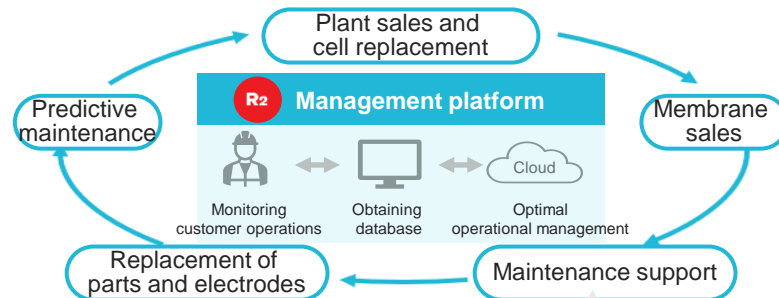 Plant sales and
cell replacement
Predictive
maintenance
R2 Management platform
Membrane
sales
Cloud
Monitoring
customer operations
Obtaining
database
Optimal
operational management
Replacement of
parts and electrodes
Maintenance support